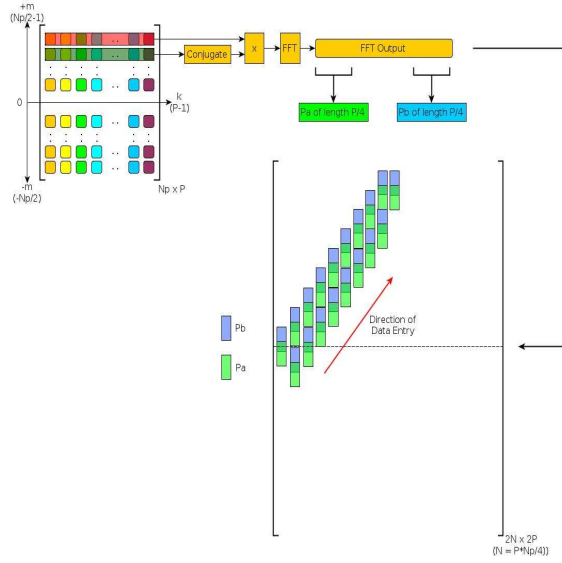 +m
(Np/2-1)
Conjugate
x
FFT
FFT Output
0
k
(P-1)
Pa of length P/4
Pb of length P/4
-m
(-Np/2)
Np x P
Pb
Pa
Direction of
Data Entry
2N x 2P
(N = P*Np/4))